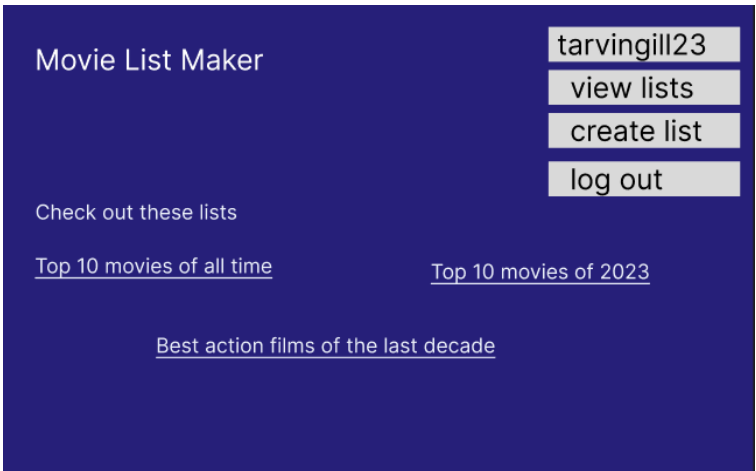 Movie List Maker
tarvingill23
view lists
create list
log out
Check out these lists
Top 10 movies of all time
Top 10 movies of 2023
Best action films of the last decade